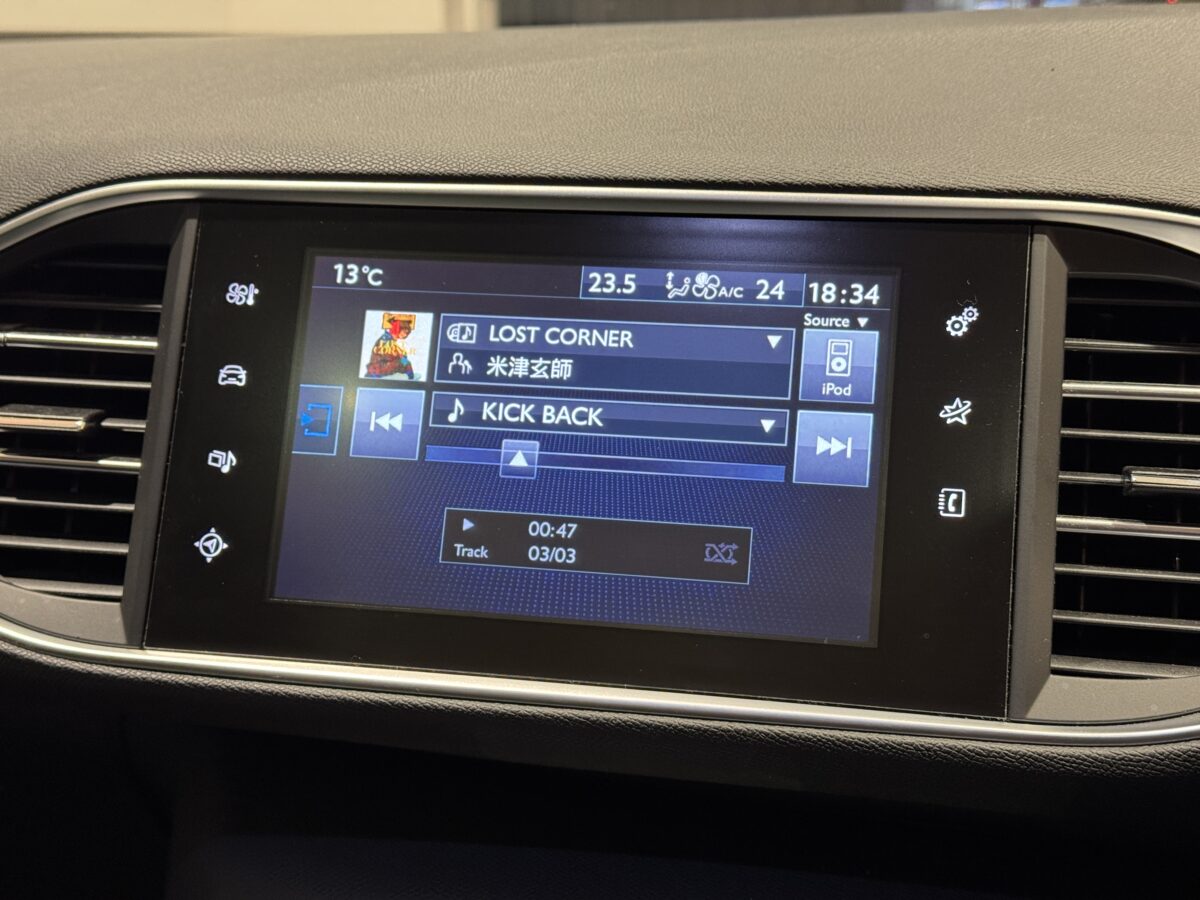 13°C
23.5
A/C
24
18:34
Source
LOST CORNER
米津玄師
iPod
KICK BACK
00:47
Track 03/03